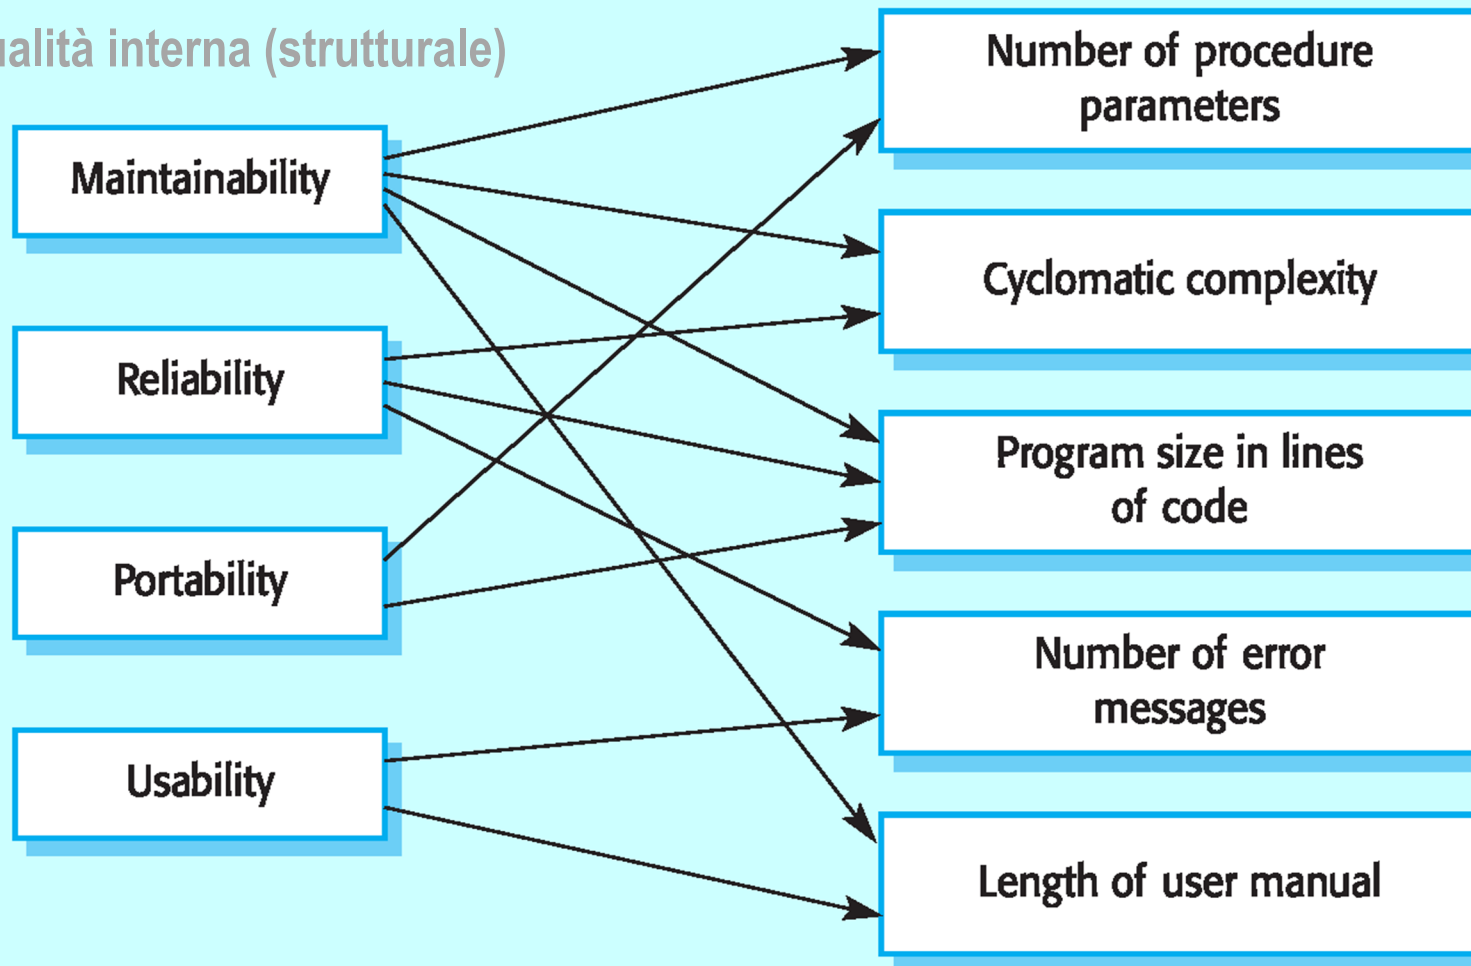 ualità interna (strutturale)
Number of procedure
parameters
Maintainability
Cyclomatic complexity
Reliability
Program size in lines
of code
Portability
Number of error
messages
Usability
Length of user manual